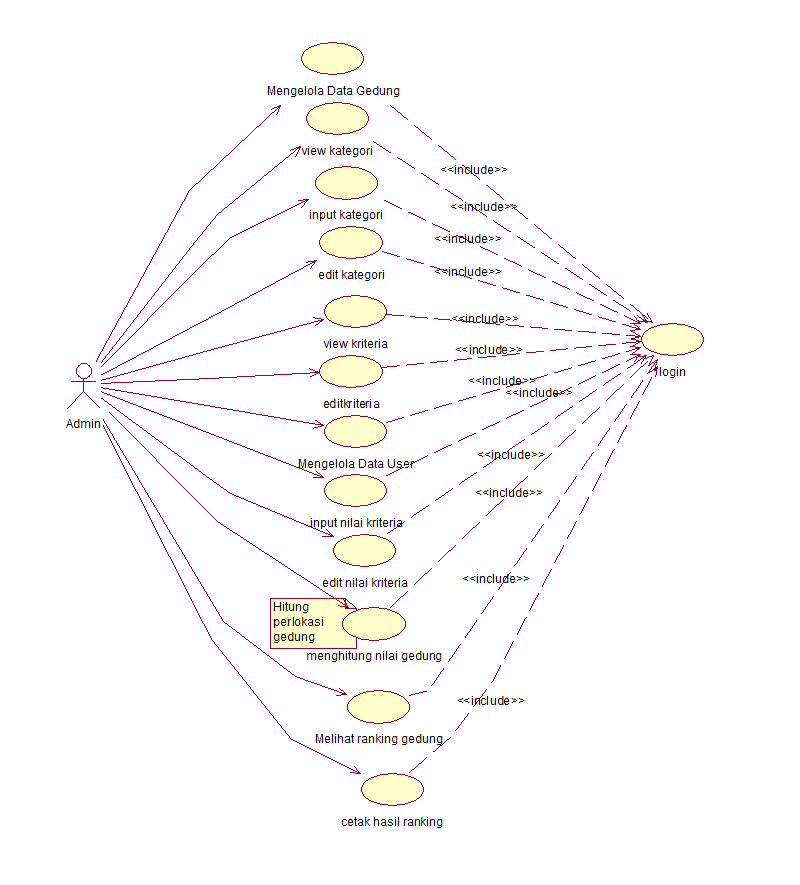 Mengelola Data Gedung
view kategori
<<include>>
<<include>>
input kategori
<<include>>
edit kategori
<<include>>
view kriteria
<<include>>
<<include>>
login
editkriteria
<<include>>
<<include>>
Admin
Mengelola Data User
<<include>>
<<include>>
input nilai kriteria
edit nilai kriteria
<<include>>
Hitung
perlokasi
gedung
menghitung nilai gedung
<<include>>
Melihat ranking gedung
cetak hasil ranking